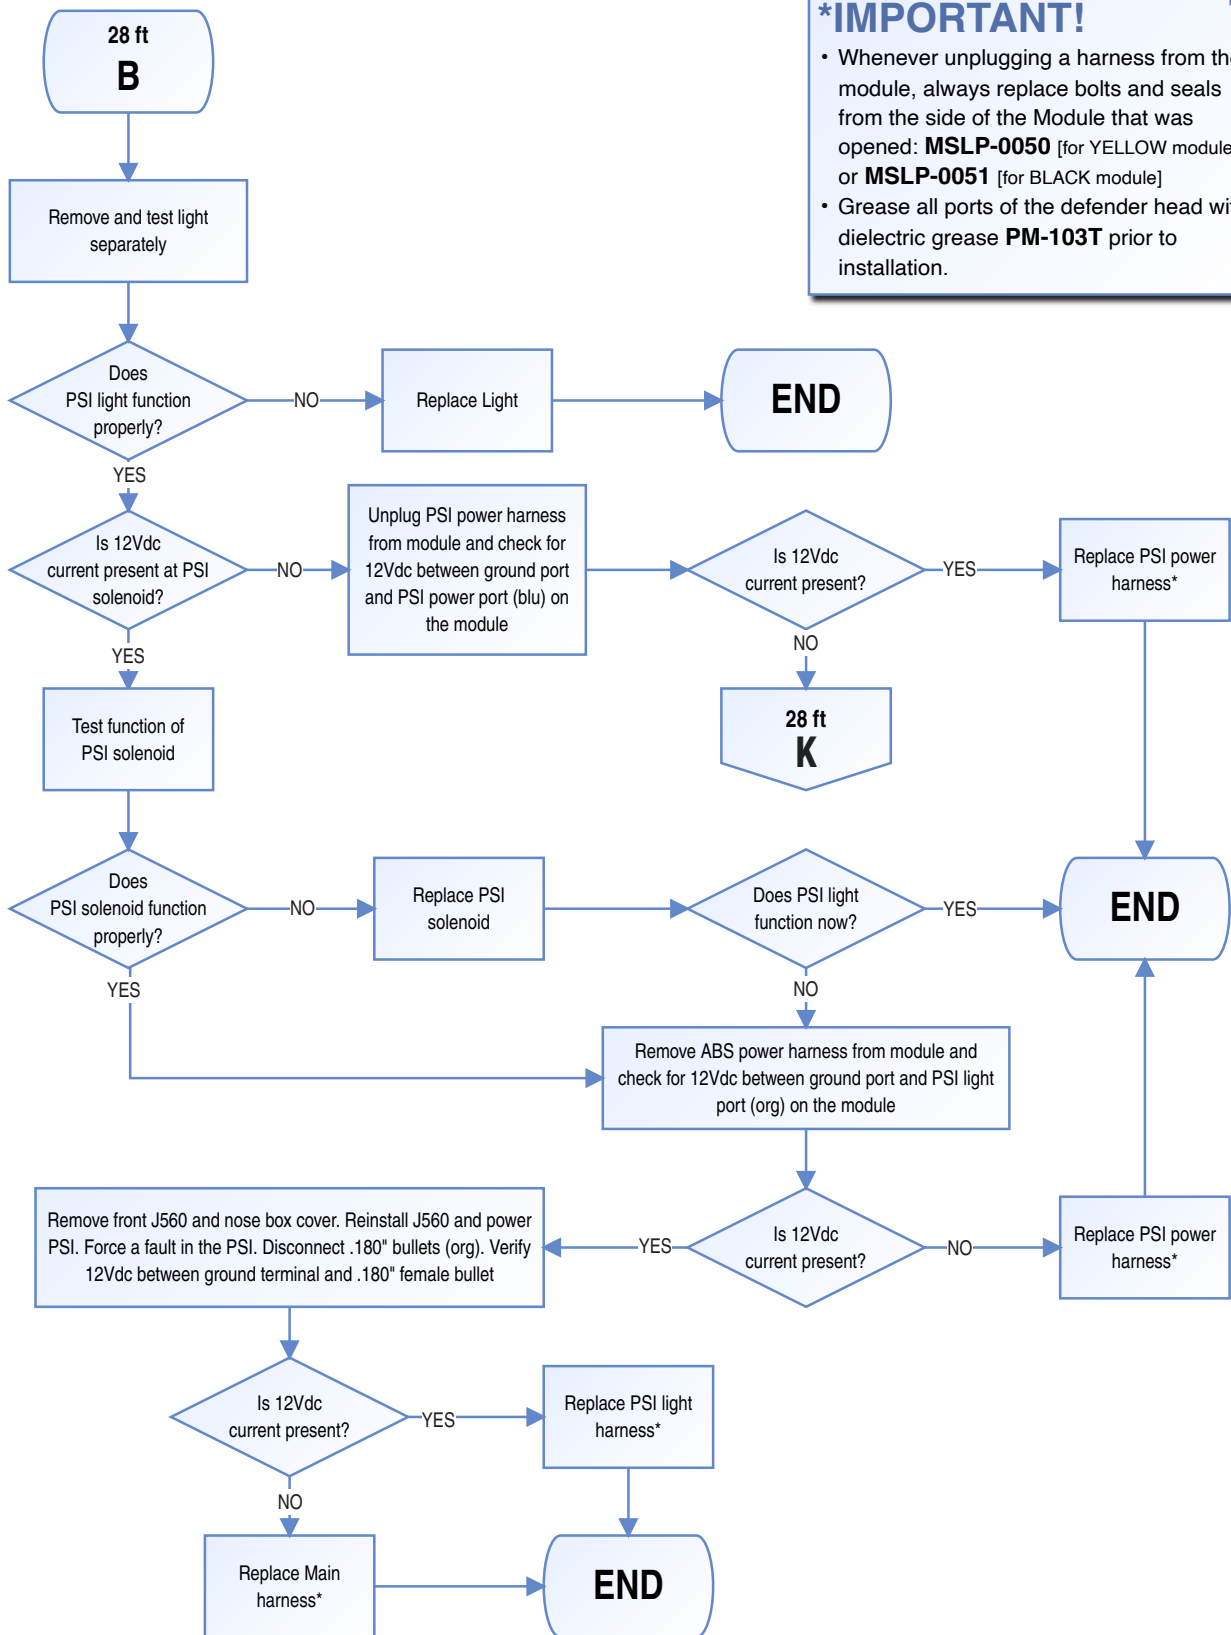 28 ft
B
*IMPORTANT!
• Whenever unplugging a harness from the
module, always replace bolts and seals
from the side of the Module that was
opened: MSLP-0050 [for YELLOW module
or MSLP-0051 [for BLACK module]
• Grease all ports of the defender head
dielectric grease PM-103T prior to
installation.
Remove and test light
separately
Does
PSI light function
properly?
NO
Replace Light
END
YES
Is 12Vdc
current present at PSI
solenoid?
NO
Unplug PSI power harness
from module and check for
12Vdc between ground port
and PSI power port (blu) on
the module
Is 12Vdc
current present?
YES
Replace PSI power
harness*
NO
28 ft
K
YES
Test function of
PSI solenoid
Does
PSI solenoid function
properly?
NO
Replace PSI
solenoid
Does PSI light
function now?
YES
END
YES
NO
Remove ABS power harness from module and
check for 12Vdc between ground port and PSI light
port (org) on the module
Is 12Vdc
current present?
NO
Replace PSI power
harness*
YES
Remove front J560 and nose box cover. Reinstall J560 and power
PSI. Force a fault in the PSI. Disconnect .180" bullets (org). Verify
12Vdc between ground terminal and .180" female bullet
Is 12Vdc
current present?
YES
Replace PSI light
harness*
NO
Replace Main
harness*
END